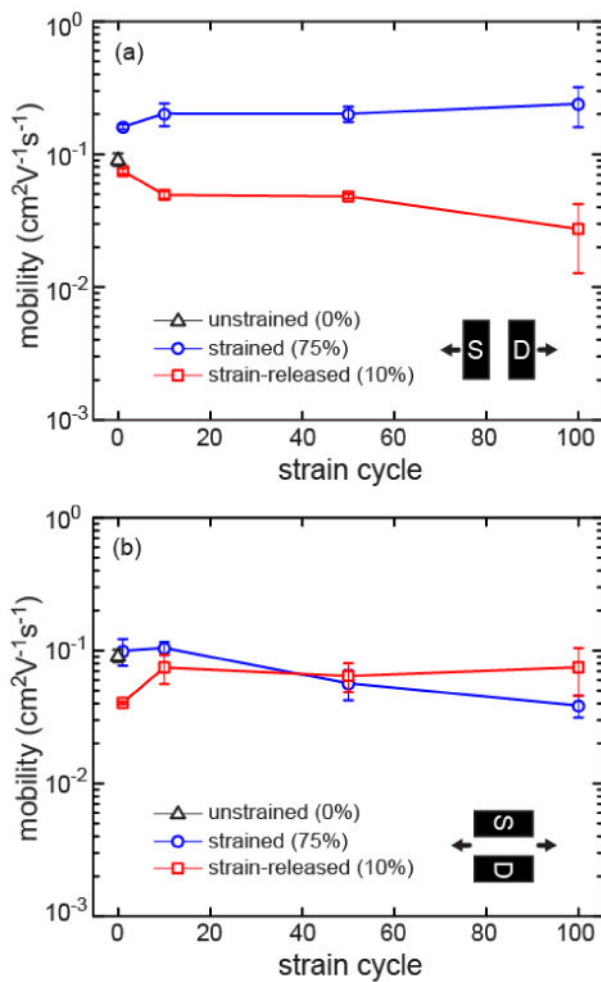 (a)
mobility (cm²V⁻¹s⁻¹)
10⁰
10⁻¹
10⁻²
10⁻³
unstrained (0%)
strained (75%)
strain-released (10%)
S D
0 20 40 60 80 100
strain cycle
(b)
mobility (cm²V⁻¹s⁻¹)
10⁰
10⁻¹
10⁻²
10⁻³
unstrained (0%)
strained (75%)
strain-released (10%)
S
D
0 20 40 60 80 100
strain cycle